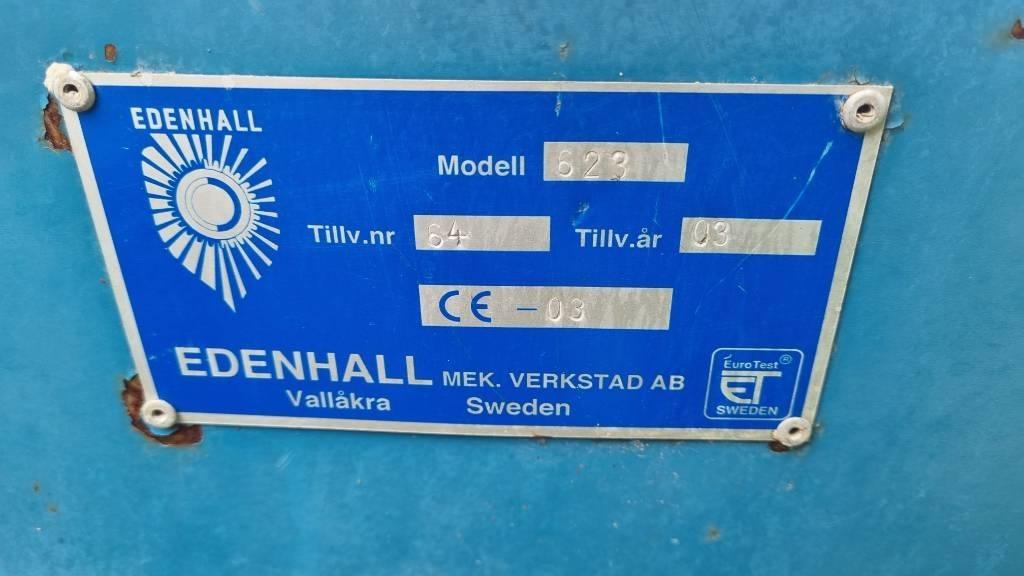 EDENHALL
Modell 623
Tillv.nr 64 Tillv.år 03
CE - 03
EDENHALL MEK. VERKSTAD AB
Vallåkra Sweden
EuroTest®
ET
SWEDEN